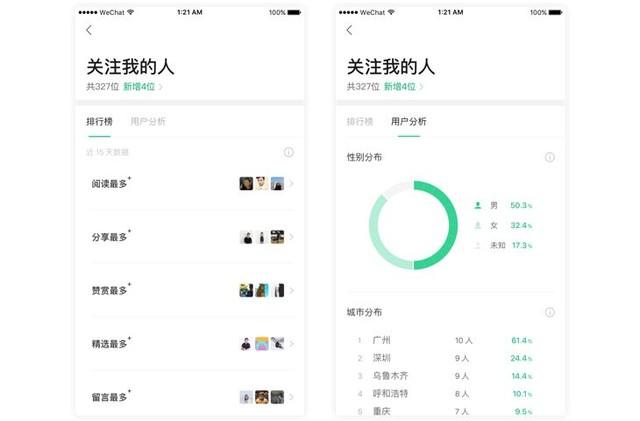 WeChat 1:21 AM 100%
关注我的人
共327位 新增4位
排行榜 用户分析
近 15 天数据
阅读最多+
分享最多+
赞赏最多+
精选最多+
留言最多+
WeChat 1:21 AM 100%
关注我的人
共327位 新增4位
排行榜 用户分析
性别分布
男 50.3%
女 32.4%
未知 17.3%
城市分布
1 广州 10 人 61.4%
2 深圳 9 人 24.4%
3 乌鲁木齐 9 人 14.4%
4 呼和浩特 8 人 10.1%
5 重庆 7 人 9.5%